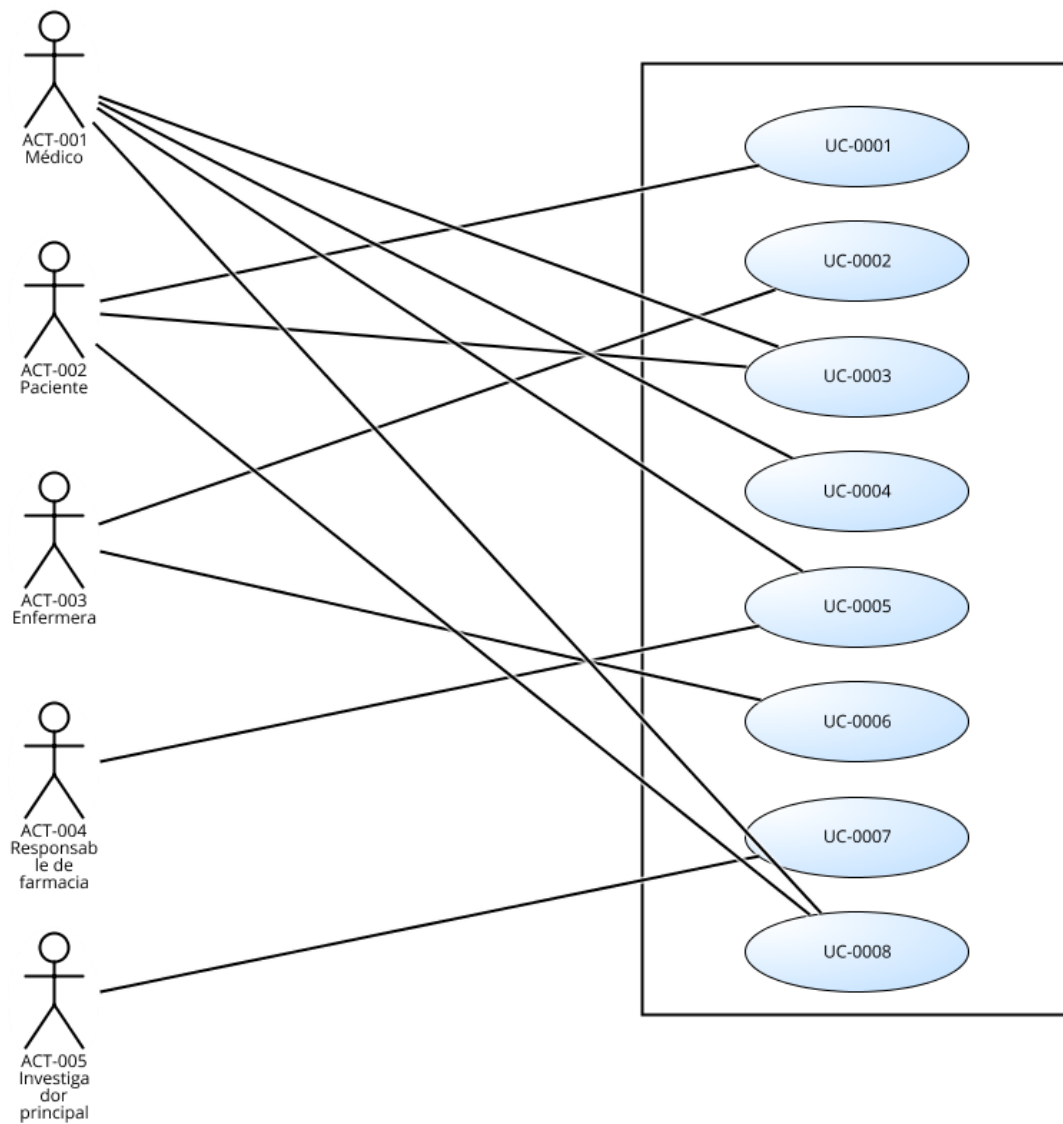 ACT-001
Médico
ACT-002
Paciente
ACT-003
Enfermera
ACT-004
Responsab
le de
farmacia
ACT-005
Investiga
dor
principal
UC-0001
UC-0002
UC-0003
UC-0004
UC-0005
UC-0006
UC-0007
UC-0008